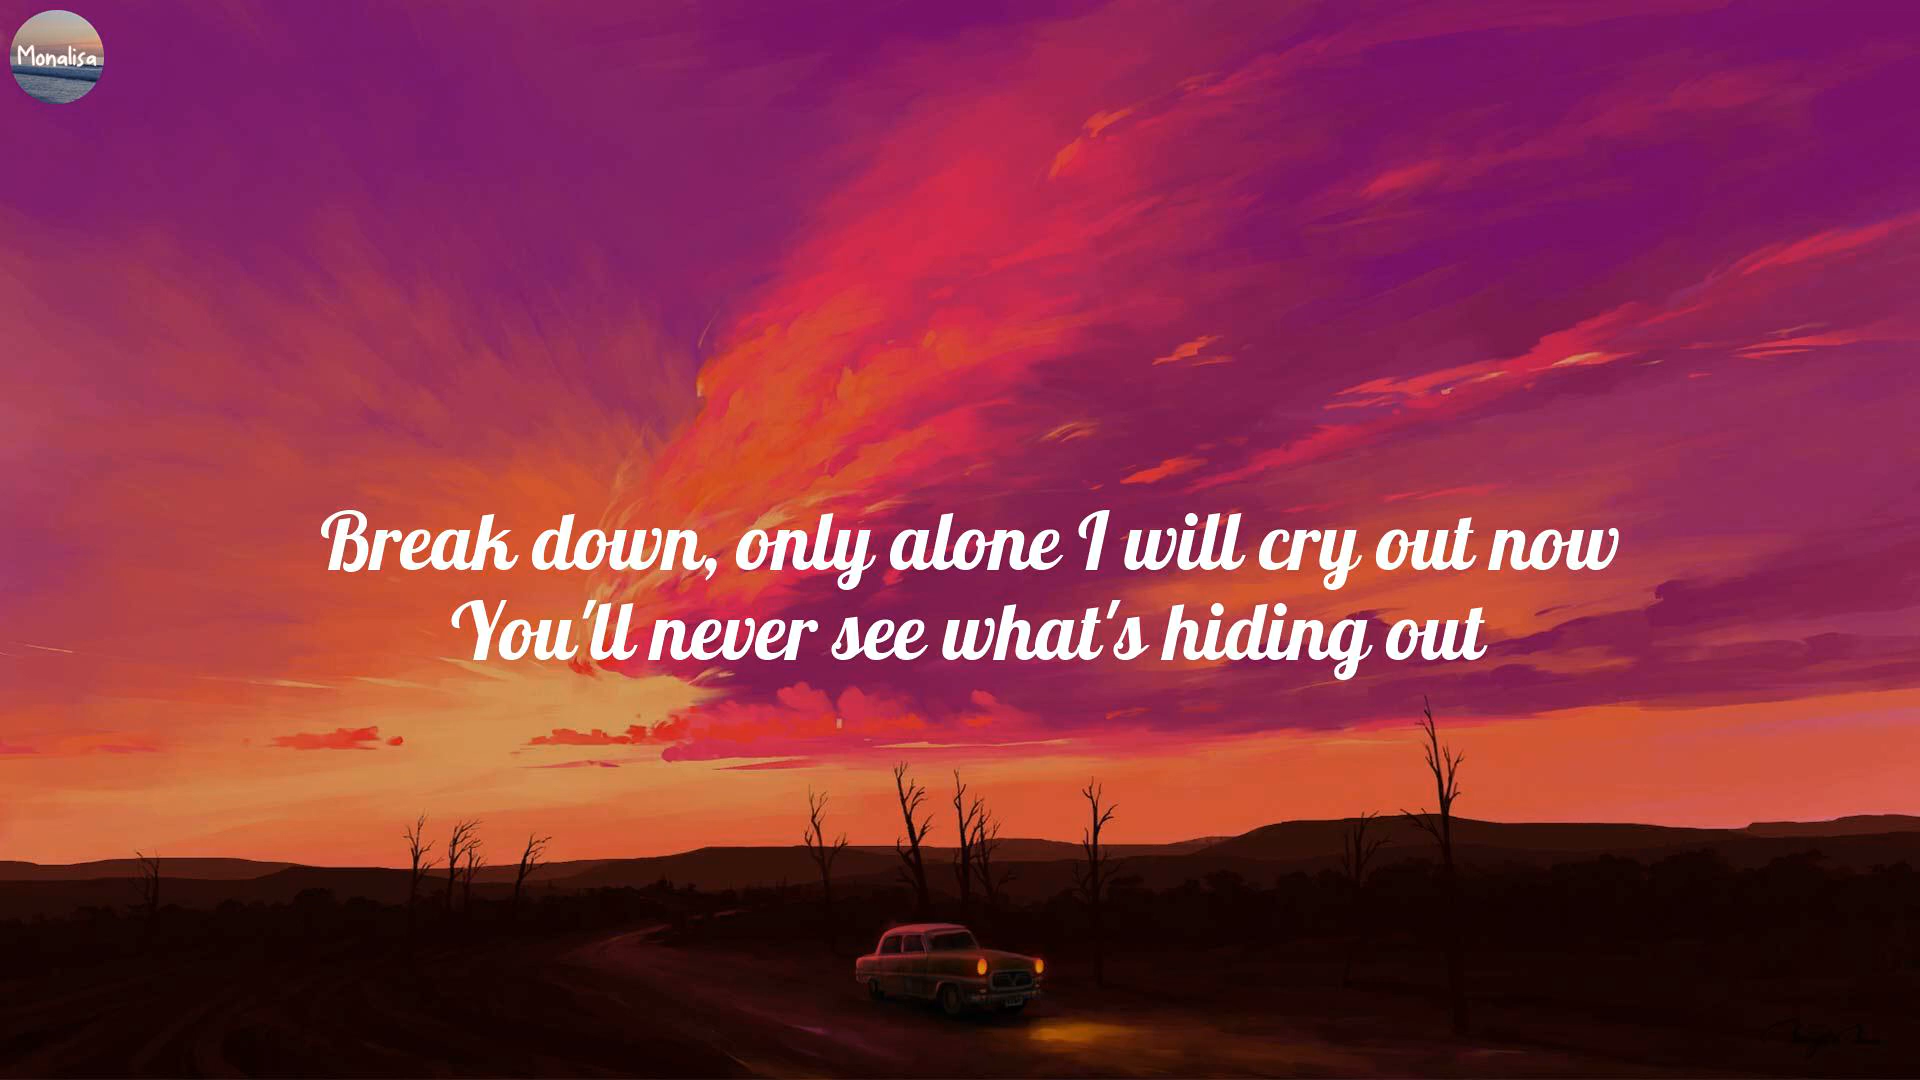 Monalisa
Break down, only alone I will cry out now
You'll never see what's hiding out